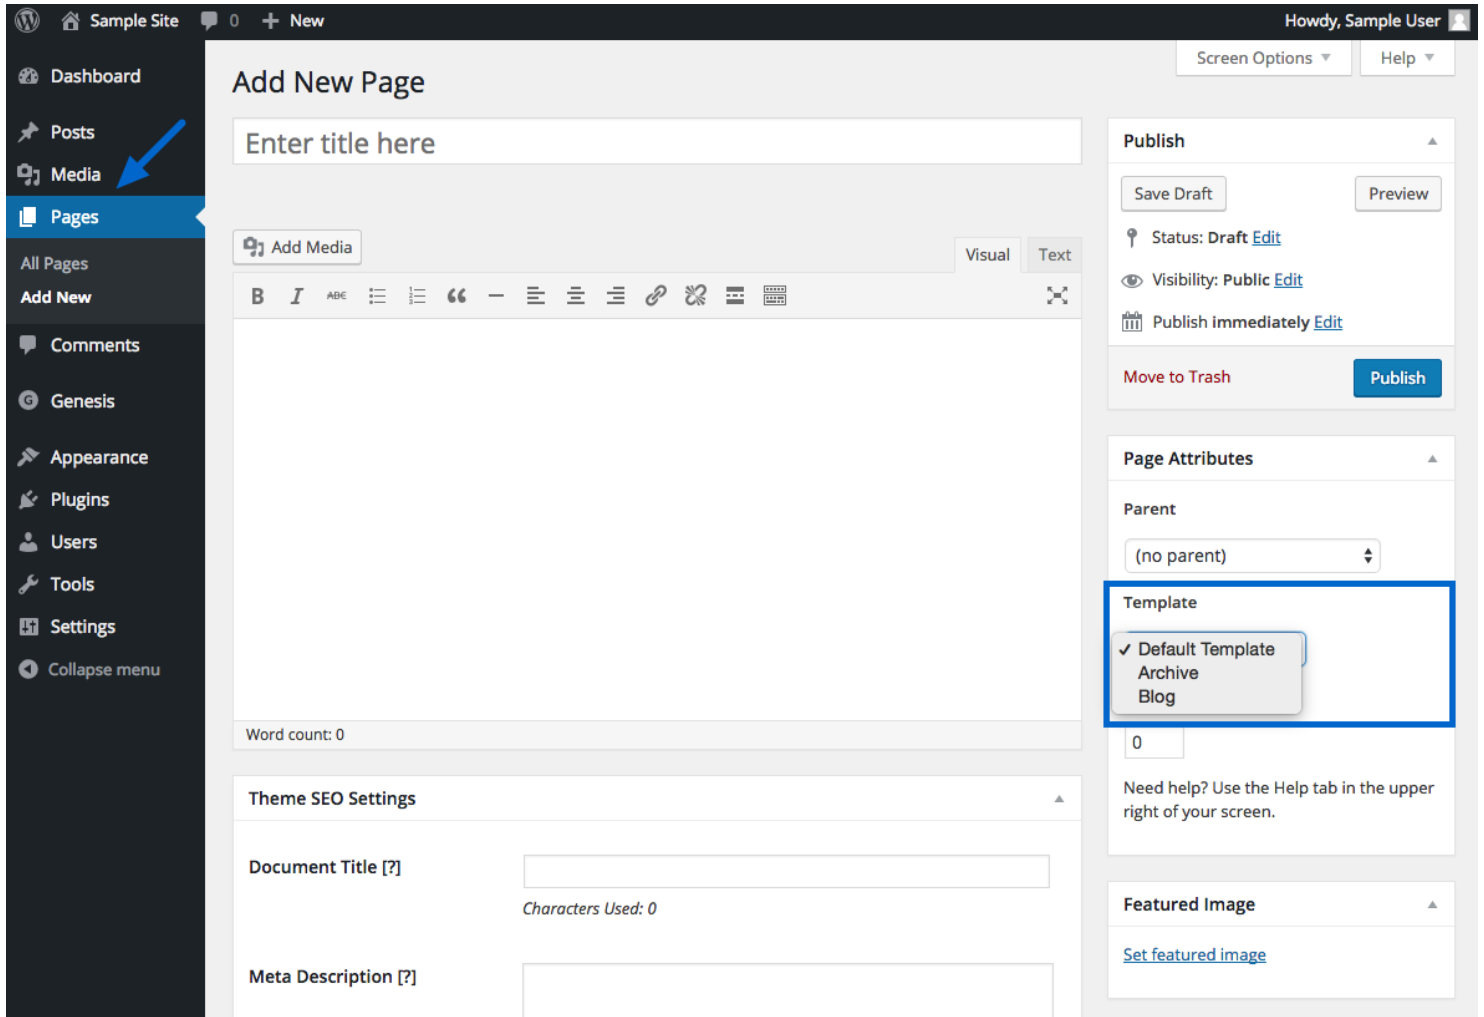 Sample Site 0 + New Howdy, Sample User
Screen Options Help
Dashboard
Posts
Media
Pages
All Pages
Add New
Comments
Genesis
Appearance
Plugins
Users
Tools
Settings
Collapse menu
Add New Page
Enter title here
Add Media
Visual Text
B I ABC
Word count: 0
Theme SEO Settings
Document Title [?]
Characters Used: 0
Meta Description [?]
Publish
Save Draft Preview
Status: Draft Edit
Visibility: Public Edit
Publish immediately Edit
Move to Trash Publish
Page Attributes
Parent
(no parent)
Template
✓ Default Template
Archive
Blog
0
Need help? Use the Help tab in the upper
right of your screen.
Featured Image
Set featured image